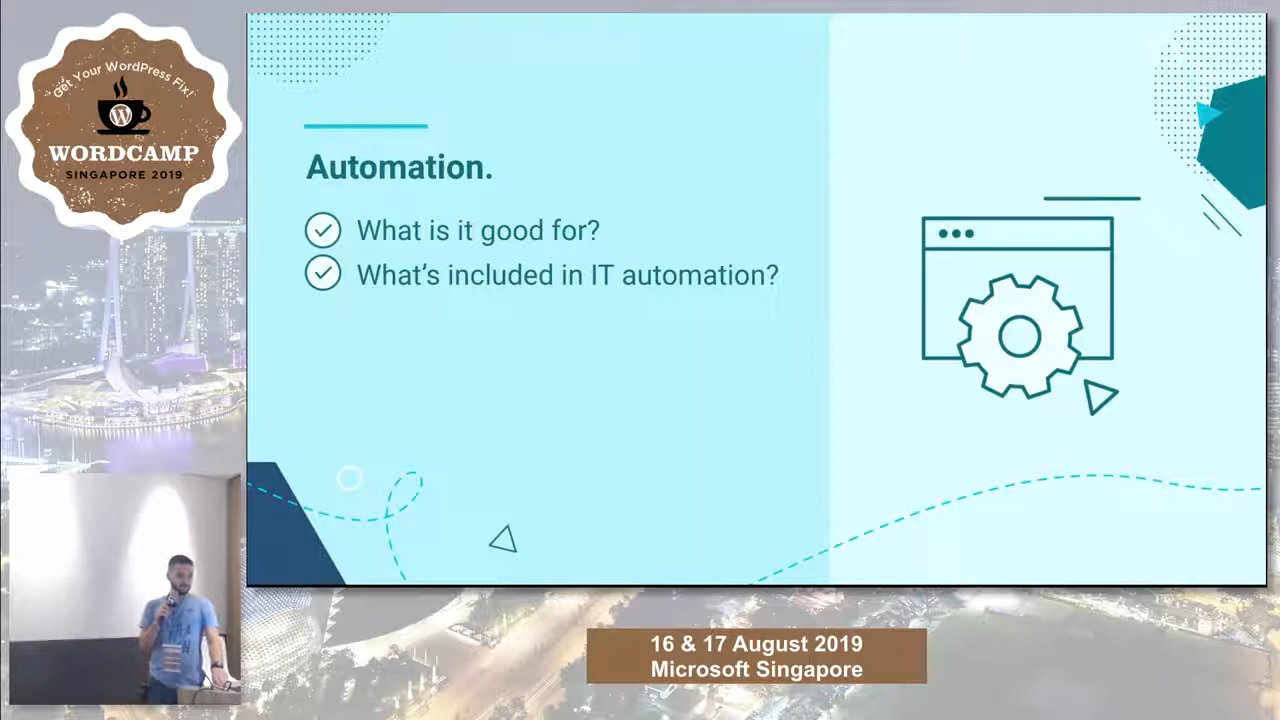 Get Your WordPress Fix!
WORDCAMP
SINGAPORE 2019
Automation.
What is it good for?
What's included in IT automation?
16 & 17 August 2019
Microsoft Singapore